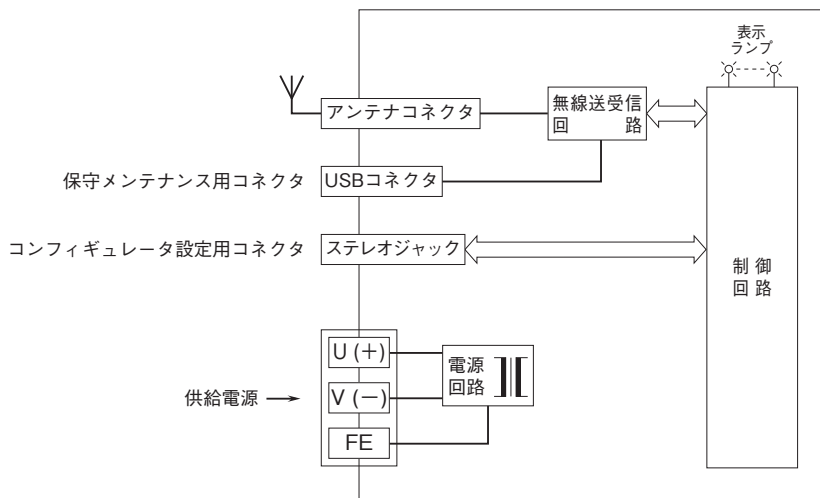 表示
ランプ
アンテナコネクタ
無線送受信
回　　路
保守メンテナンス用コネクタ
USBコネクタ
コンフィギュレータ設定用コネクタ
ステレオジャック
制 御
回 路
U (＋)
電源
回路
供給電源
V (－)
FE